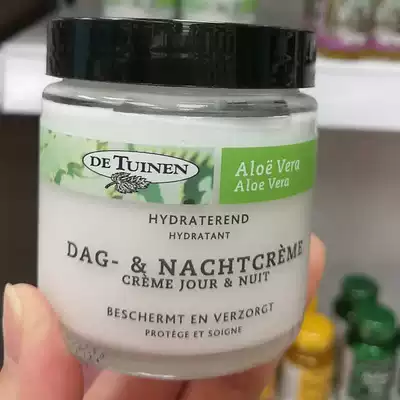 DE TUINEN
Aloë Vera
Aloe Vera
HYDRATEREND
HYDRATANT
DAG- & NACHTCRÈME
CRÈME JOUR & NUIT
BESCHERMT EN VERZORGT
PROTÈGE ET SOIGNE